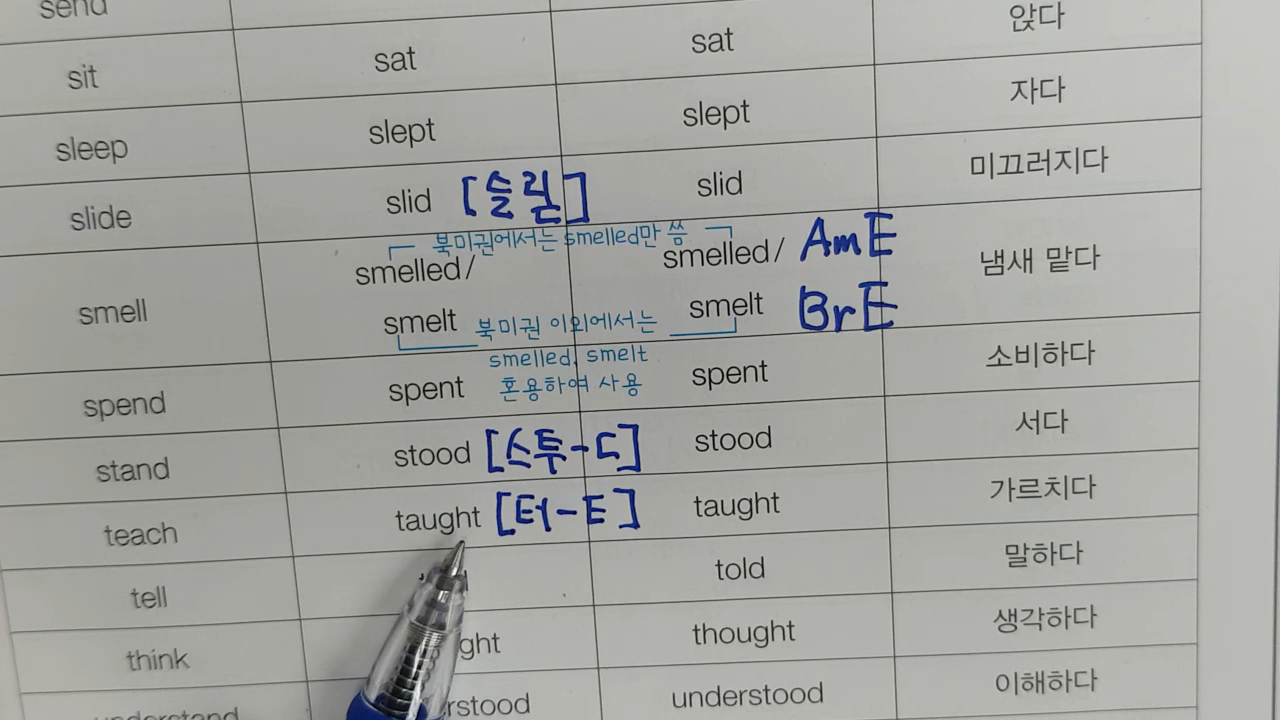 send
sit sat sat 앉다
sleep slept slept 자다
slide slid [슬릳] slid 미끄러지다
북미권에서는 smelled만 씀
smelled/ smelled/ AmE
smell 냄새 맡다
smelt smelt BrE
북미권 이외에서는
smelled, smelt
혼용하여 사용
spend spent spent 소비하다
stand stood [스투-ㄷ] stood 서다
teach taught [터-ㅌ] taught 가르치다
tell told 말하다
think ght thought 생각하다
understand rstood understood 이해하다